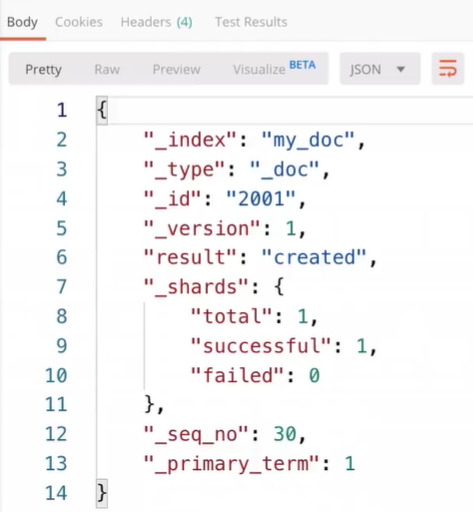 Body Cookies Headers (4) Test Results
Pretty Raw Preview Visualize BETA JSON
1 {
2 "_index": "my_doc",
3 "_type": "_doc",
4 "_id": "2001",
5 "_version": 1,
6 "result": "created",
7 "_shards": {
8 "total": 1,
9 "successful": 1,
10 "failed": 0
11 },
12 "_seq_no": 30,
13 "_primary_term": 1
14 }